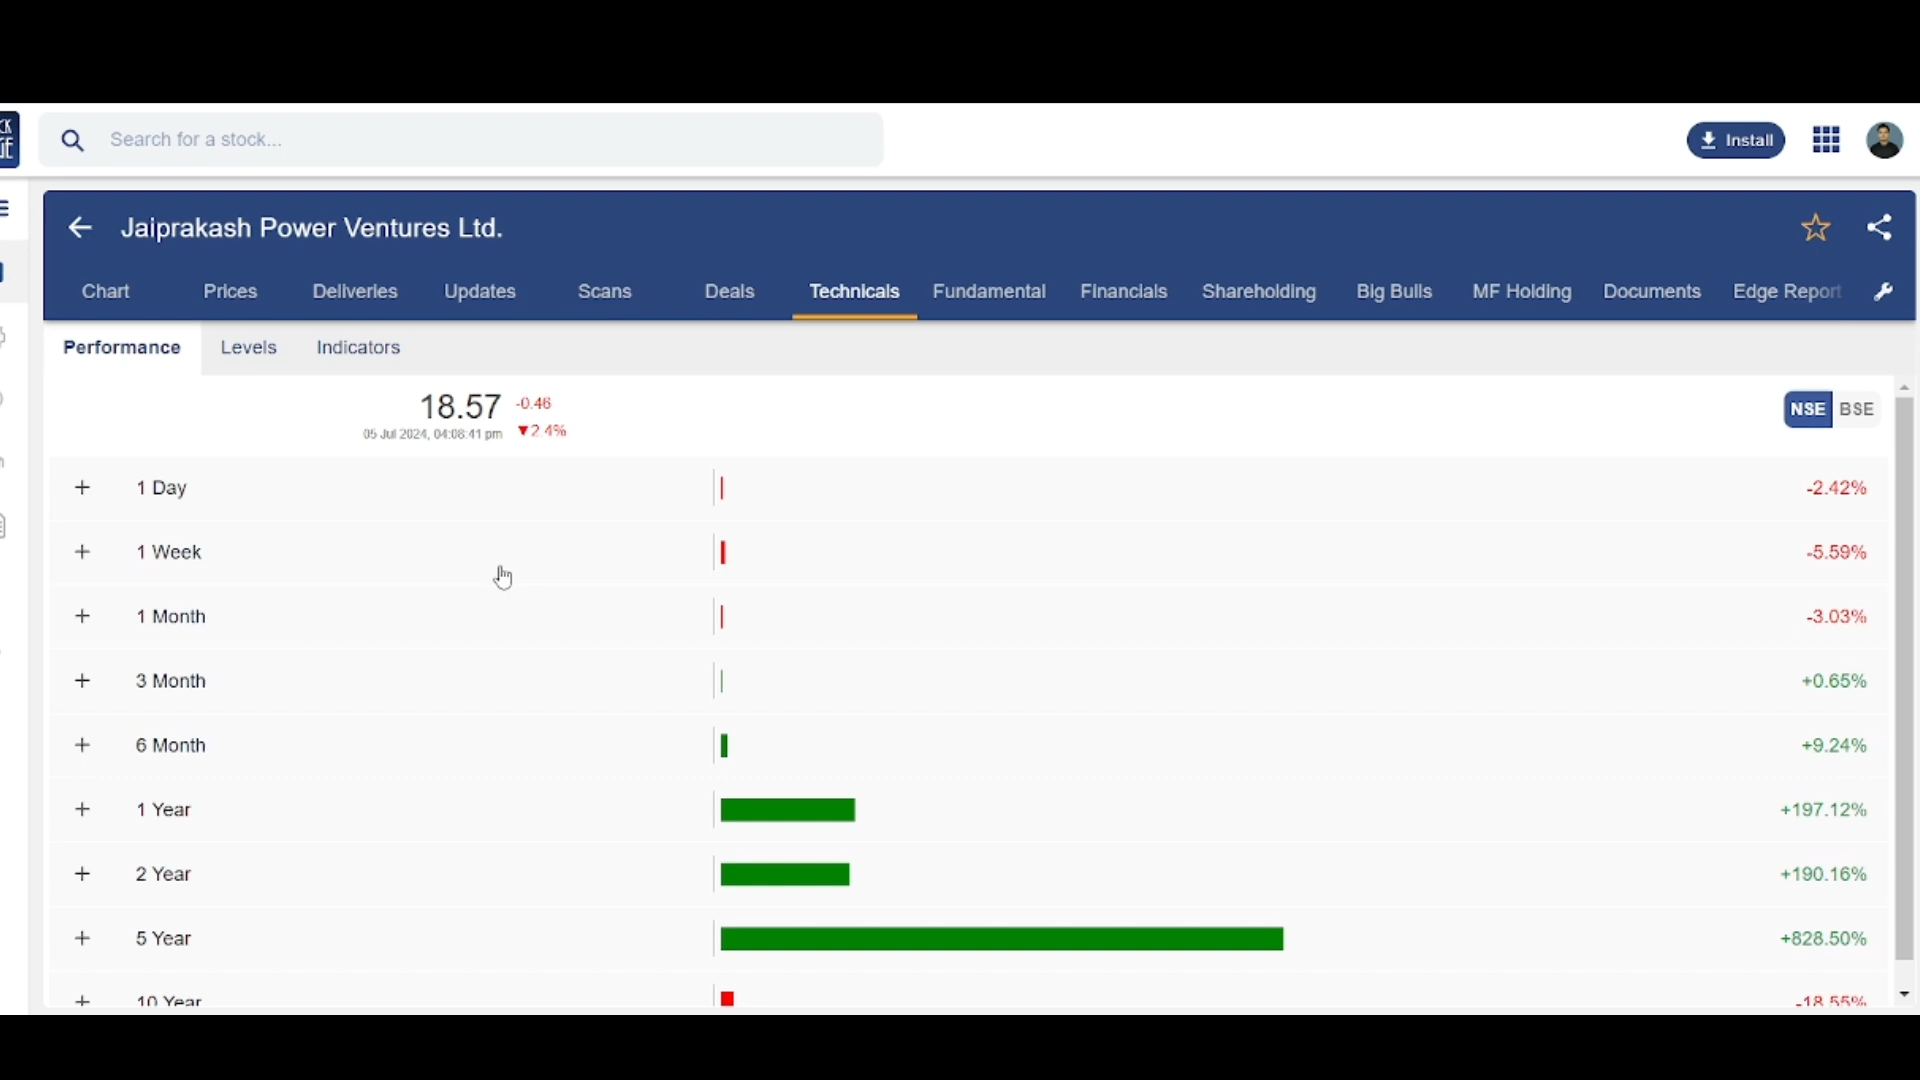 Search for a stock...
Install
Jaiprakash Power Ventures Ltd.
Chart Prices Deliveries Updates Scans Deals Technicals Fundamental Financials Shareholding Big Bulls MF Holding Documents Edge Report
Performance Levels Indicators
18.57 -0.46
05 Jul 2024, 04:08:41 pm ▼2.4%
NSE BSE
+ 1 Day -2.42%
+ 1 Week -5.59%
+ 1 Month -3.03%
+ 3 Month +0.65%
+ 6 Month +9.24%
+ 1 Year +197.12%
+ 2 Year +190.16%
+ 5 Year +828.50%
+ 10 Year -18.55%